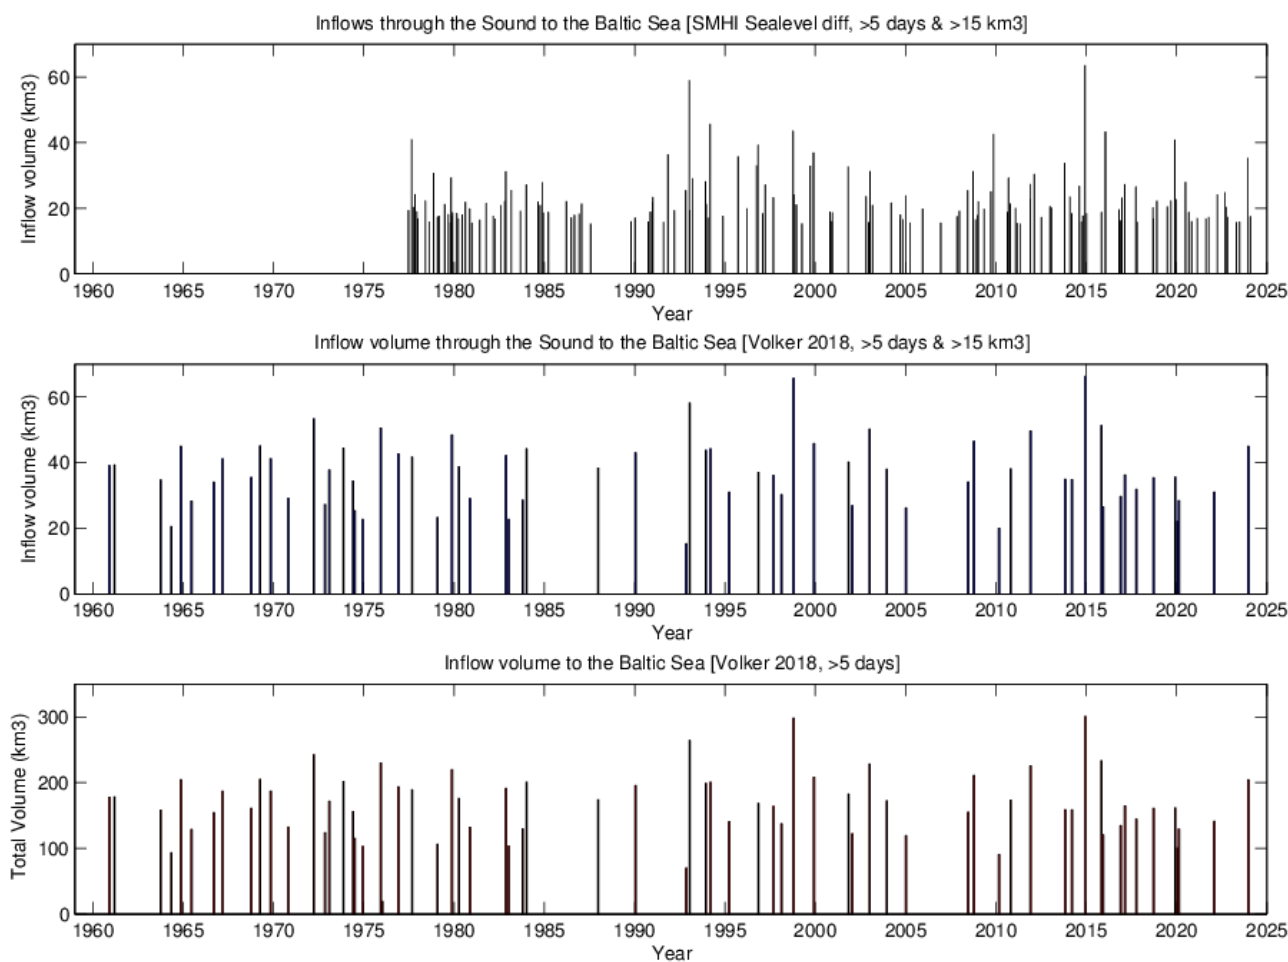 Inflows through the Sound to the Baltic Sea [SMHI Sealevel diff, >5 days & >15 km3]
Inflow volume (km3)
60
40
20
0
1960 1965 1970 1975 1980 1985 1990 1995 2000 2005 2010 2015 2020 2025
Year
Inflow volume through the Sound to the Baltic Sea [Volker 2018, >5 days & >15 km3]
Inflow volume (km3)
60
40
20
0
1960 1965 1970 1975 1980 1985 1990 1995 2000 2005 2010 2015 2020 2025
Year
Inflow volume to the Baltic Sea [Volker 2018, >5 days]
Total Volume (km3)
300
200
100
0
1960 1965 1970 1975 1980 1985 1990 1995 2000 2005 2010 2015 2020 2025
Year